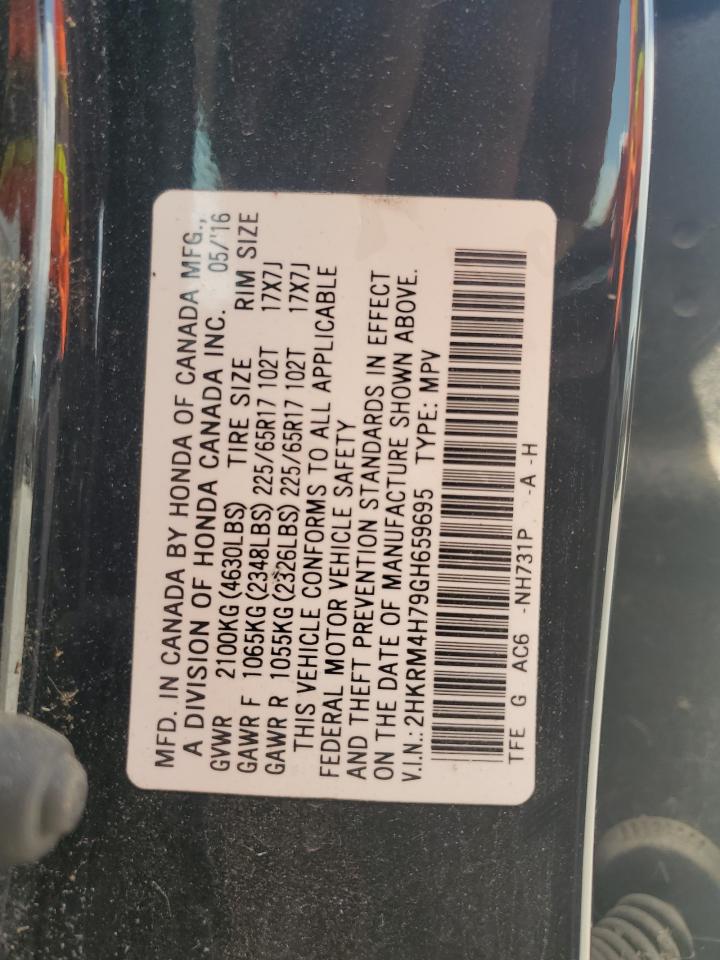 MFD. IN CANADA BY HONDA OF CANADA MFG.,
A DIVISION OF HONDA CANADA INC. 05/'16
GVWR 2100KG (4630LBS) TIRE SIZE RIM SIZE
GAWR F 1065KG (2348LBS) 225/65R17 102T 17X7J
GAWR R 1055KG (2326LBS) 225/65R17 102T 17X7J
THIS VEHICLE CONFORMS TO ALL APPLICABLE
FEDERAL MOTOR VEHICLE SAFETY
AND THEFT PREVENTION STANDARDS IN EFFECT
ON THE DATE OF MANUFACTURE SHOWN ABOVE.
V.I.N.: 2HKRM4H79GH659695 TYPE: MPV
TFE G AC6 -NH731P -A -H